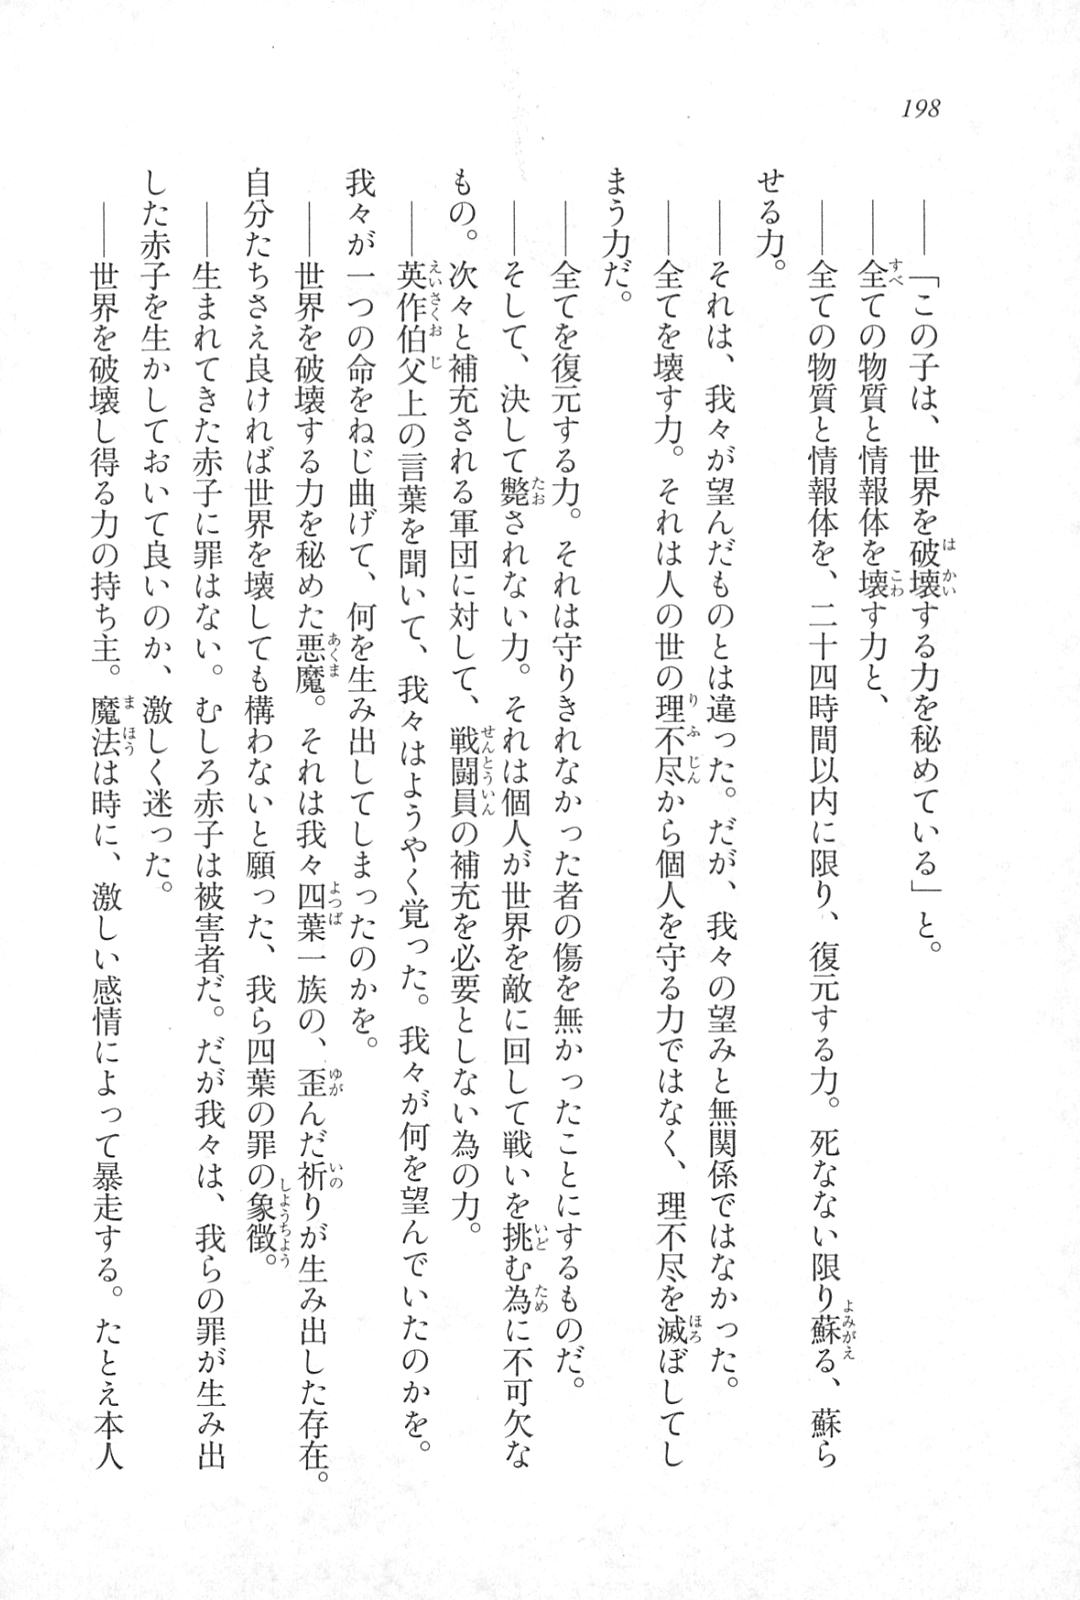 198
――「この子は、世界を破壊する力を秘めている」と。
――全ての物質と情報体を壊す力と、
――全ての物質と情報体を、二十四時間以内に限り、復元する力。死なない限り蘇る、蘇ら
せる力。
――それは、我々が望んだものとは違った。だが、我々の望みと無関係ではなかった。
――全てを壊す力。それは人の世の理不尽から個人を守る力ではなく、理不尽を滅ぼしてし
まう力だ。
――全てを復元する力。それは守りきれなかった者の傷を無かったことにするものだ。
――そして、決して斃されない力。それは個人が世界を敵に回して戦いを挑む為に不可欠な
もの。次々と補充される軍団に対して、戦闘員の補充を必要としない為の力。
――英作伯父上の言葉を聞いて、我々はようやく覚った。我々が何を望んでいたのかを。
我々が一つの命をねじ曲げて、何を生み出してしまったのかを。
――世界を破壊する力を秘めた悪魔。それは我々四葉一族の、歪んだ祈りが生み出した存在。
自分たちさえ良ければ世界を壊しても構わないと願った、我ら四葉の罪の象徴。
――生まれてきた赤子に罪はない。むしろ赤子は被害者だ。だが我々は、我らの罪が生み出
した赤子を生かしておいて良いのか、激しく迷った。
――世界を破壊し得る力の持ち主。魔法は時に、激しい感情によって暴走する。たとえ本人